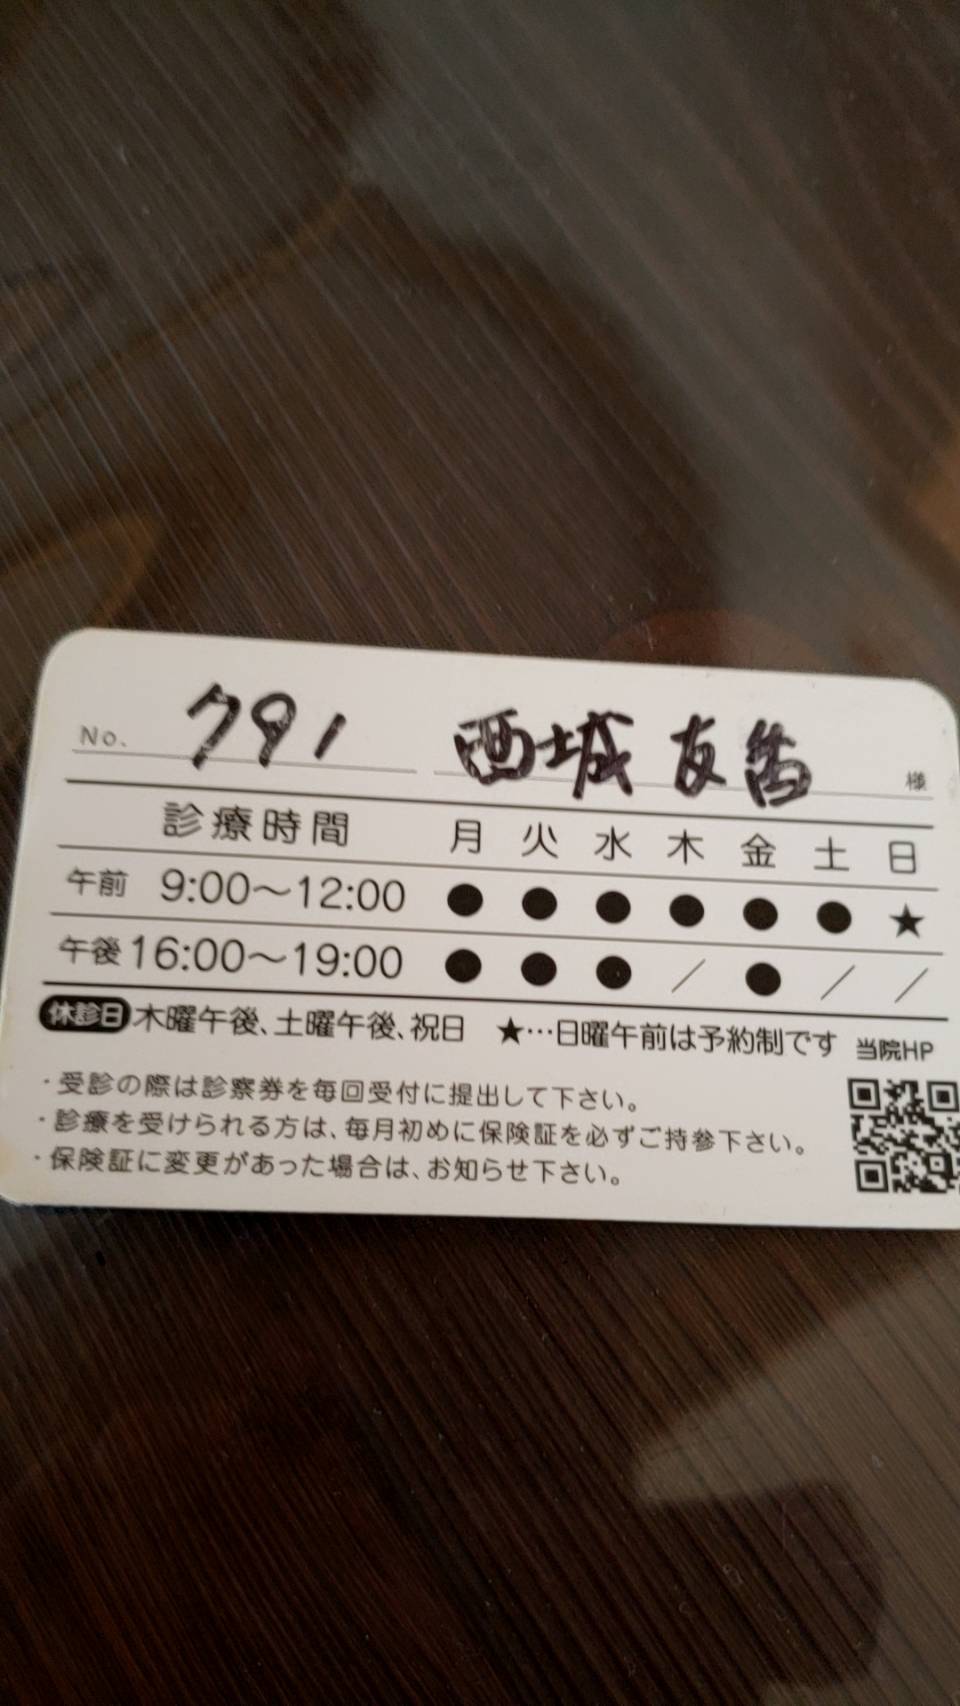 No. 791 西城 友 様
診療時間 月 火 水 木 金 土 日
午前 9:00～12:00 ● ● ● ● ● ● ★
午後 16:00～19:00 ● ● ● ／ ● ／ ／
休診日 木曜午後、土曜午後、祝日 ★…日曜午前は予約制です 当院HP
・受診の際は診察券を毎回受付に提出して下さい。
・診療を受けられる方は、毎月初めに保険証を必ずご持参下さい。
・保険証に変更があった場合は、お知らせ下さい。